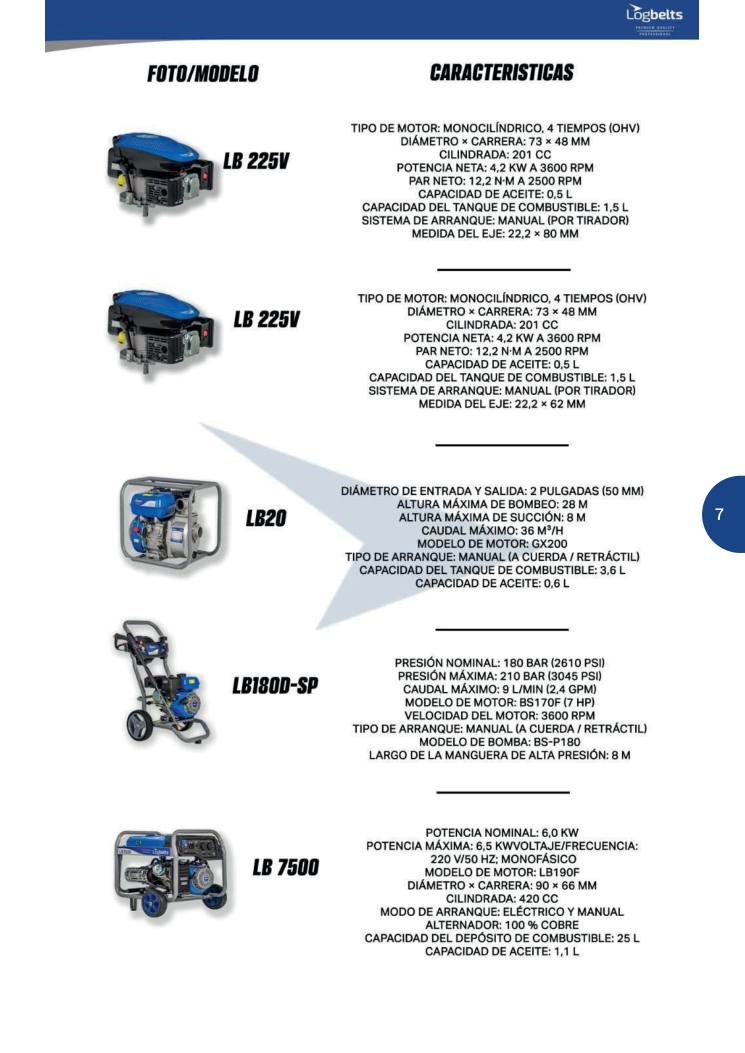 Logbelts
PREMIUM QUALITY
PROFESSIONAL
FOTO/MODELO
CARACTERISTICAS
LB 225V
TIPO DE MOTOR: MONOCILÍNDRICO, 4 TIEMPOS (OHV)
DIÁMETRO × CARRERA: 73 × 48 MM
CILINDRADA: 201 CC
POTENCIA NETA: 4,2 KW A 3600 RPM
PAR NETO: 12,2 N·M A 2500 RPM
CAPACIDAD DE ACEITE: 0,5 L
CAPACIDAD DEL TANQUE DE COMBUSTIBLE: 1,5 L
SISTEMA DE ARRANQUE: MANUAL (POR TIRADOR)
MEDIDA DEL EJE: 22,2 × 80 MM
LB 225V
TIPO DE MOTOR: MONOCILÍNDRICO, 4 TIEMPOS (OHV)
DIÁMETRO × CARRERA: 73 × 48 MM
CILINDRADA: 201 CC
POTENCIA NETA: 4,2 KW A 3600 RPM
PAR NETO: 12,2 N·M A 2500 RPM
CAPACIDAD DE ACEITE: 0,5 L
CAPACIDAD DEL TANQUE DE COMBUSTIBLE: 1,5 L
SISTEMA DE ARRANQUE: MANUAL (POR TIRADOR)
MEDIDA DEL EJE: 22,2 × 62 MM
LB20
DIÁMETRO DE ENTRADA Y SALIDA: 2 PULGADAS (50 MM)
ALTURA MÁXIMA DE BOMBEO: 28 M
ALTURA MÁXIMA DE SUCCIÓN: 8 M
CAUDAL MÁXIMO: 36 M³/H
MODELO DE MOTOR: GX200
TIPO DE ARRANQUE: MANUAL (A CUERDA / RETRÁCTIL)
CAPACIDAD DEL TANQUE DE COMBUSTIBLE: 3,6 L
CAPACIDAD DE ACEITE: 0,6 L
7
LB180D-SP
PRESIÓN NOMINAL: 180 BAR (2610 PSI)
PRESIÓN MÁXIMA: 210 BAR (3045 PSI)
CAUDAL MÁXIMO: 9 L/MIN (2,4 GPM)
MODELO DE MOTOR: BS170F (7 HP)
VELOCIDAD DEL MOTOR: 3600 RPM
TIPO DE ARRANQUE: MANUAL (A CUERDA / RETRÁCTIL)
MODELO DE BOMBA: BS-P180
LARGO DE LA MANGUERA DE ALTA PRESIÓN: 8 M
LB 7500
POTENCIA NOMINAL: 6,0 KW
POTENCIA MÁXIMA: 6,5 KWVOLTAJE/FRECUENCIA:
220 V/50 HZ; MONOFÁSICO
MODELO DE MOTOR: LB190F
DIÁMETRO × CARRERA: 90 × 66 MM
CILINDRADA: 420 CC
MODO DE ARRANQUE: ELÉCTRICO Y MANUAL
ALTERNADOR: 100 % COBRE
CAPACIDAD DEL DEPÓSITO DE COMBUSTIBLE: 25 L
CAPACIDAD DE ACEITE: 1,1 L